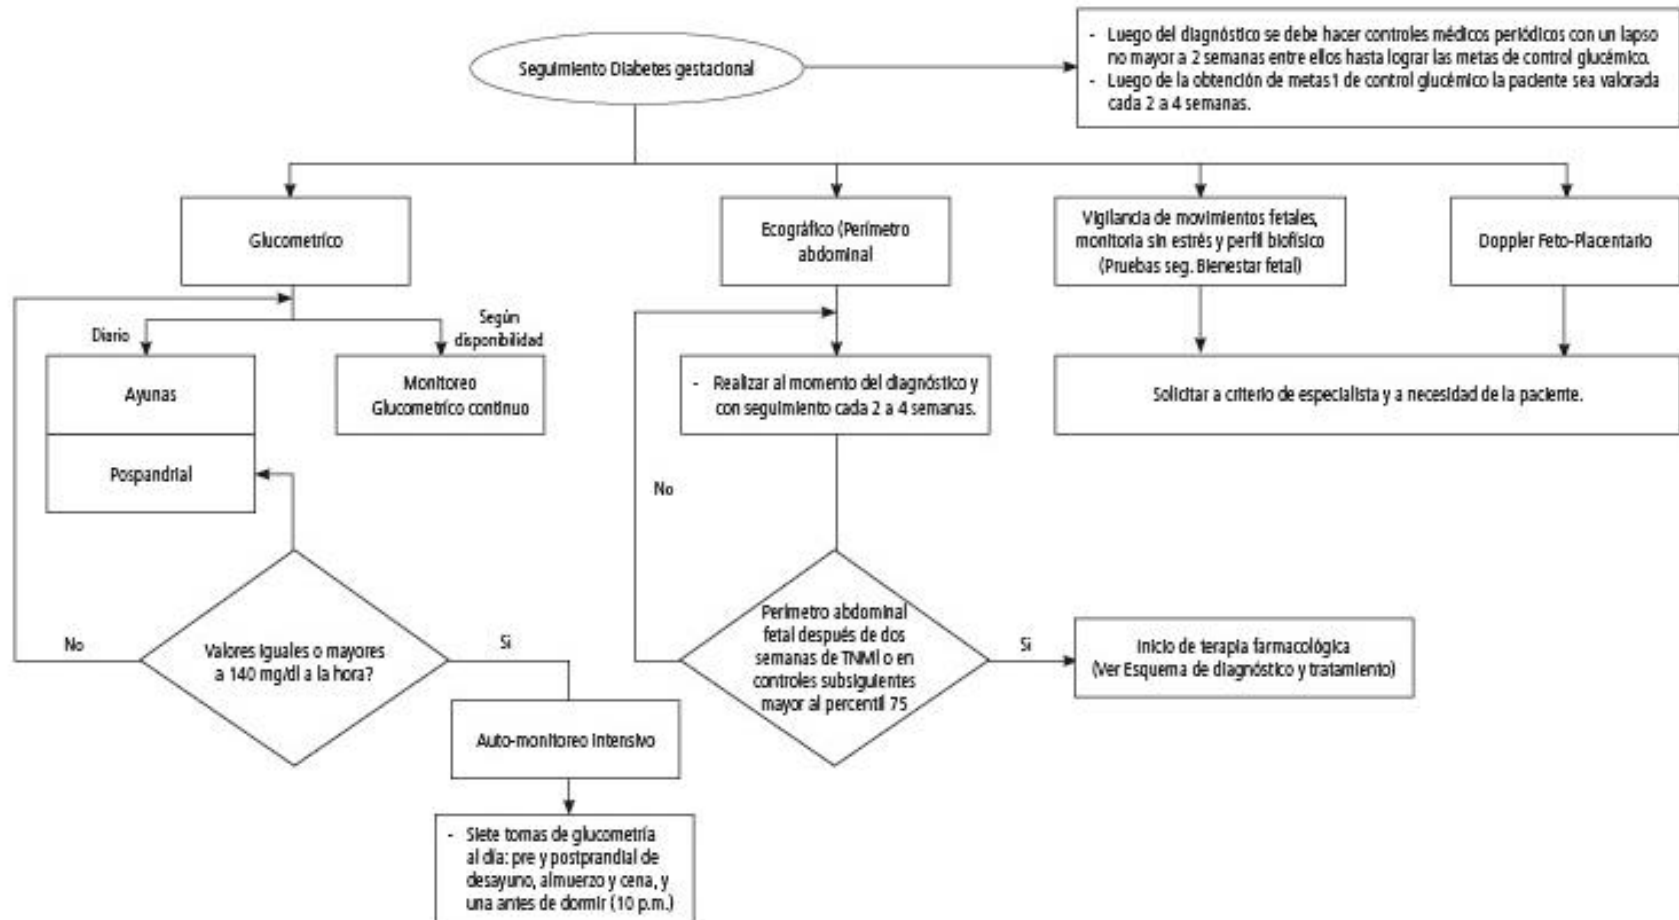 Seguimiento Diabetes gestacional
- Luego del diagnóstico se debe hacer controles médicos periódicos con un lapso
no mayor a 2 semanas entre ellos hasta lograr las metas de control glucémico.
- Luego de la obtención de metas1 de control glucémico la paciente sea valorada
cada 2 a 4 semanas.
Glucometríco
Ecográfico (Perímetro
abdominal
Vigilancia de movimientos fetales,
monitoria sin estrés y perfil biofísico
(Pruebas seg. Bienestar fetal)
Doppler Feto-Placentario
Diario
Según
disponibilidad
Ayunas
Pospandrial
Monitoreo
Glucometríco continuo
- Realizar al momento del diagnóstico y
con seguimiento cada 2 a 4 semanas.
Solicitar a criterio de especialista y a necesidad de la paciente.
No
Valores iguales o mayores
a 140 mg/dl a la hora?
Si
Auto-monitoreo intensivo
- Siete tomas de glucometría
al día: pre y postprandial de
desayuno, almuerzo y cena, y
una antes de dormir (10 p.m.)
No
Perimetro abdominal
fetal después de dos
semanas de TNMI o en
controles subsiguientes
mayor al percentil 75
Si
Inicio de terapia farmacológica
(Ver Esquema de diagnóstico y tratamiento)